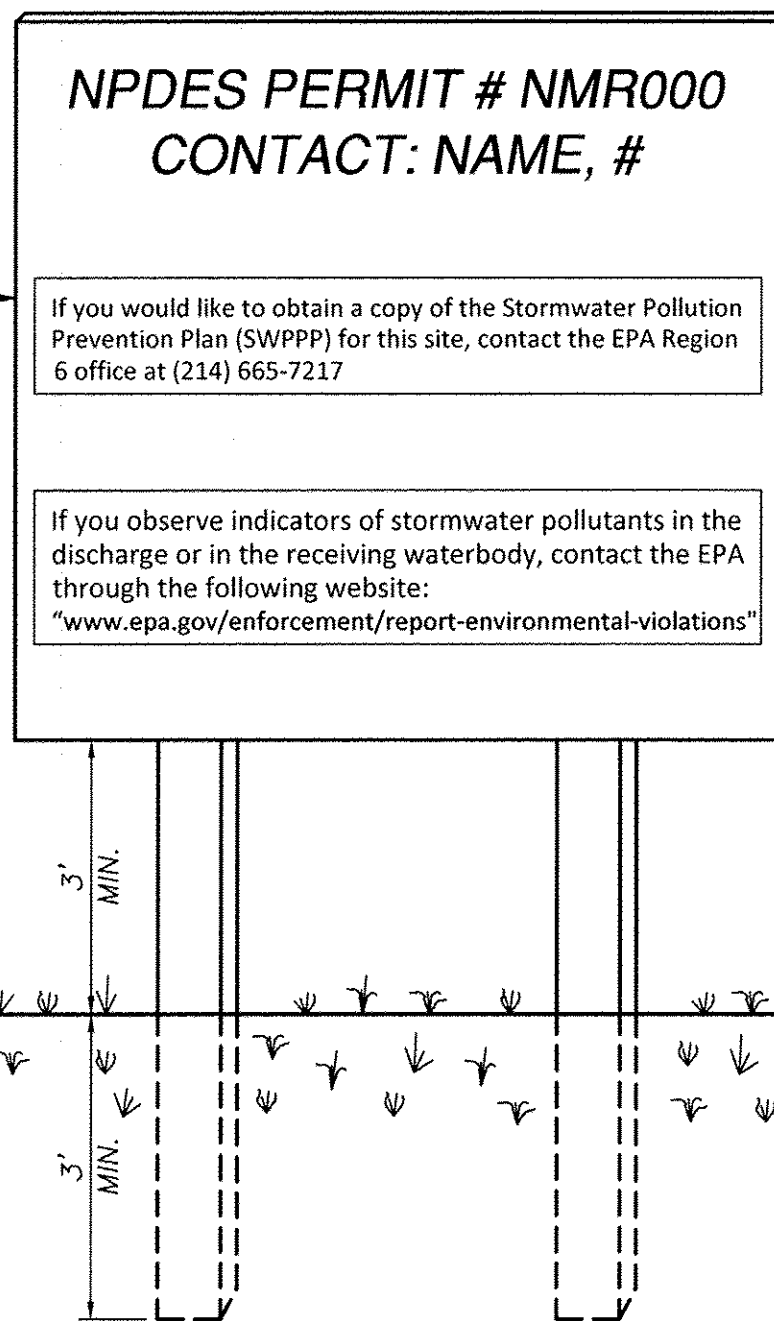 NPDES PERMIT # NMR000
CONTACT: NAME, #
If you would like to obtain a copy of the Stormwater Pollution
Prevention Plan (SWPPP) for this site, contact the EPA Region
6 office at (214) 665-7217
If you observe indicators of stormwater pollutants in the
discharge or in the receiving waterbody, contact the EPA
through the following website:
“www.epa.gov/enforcement/report-environmental-violations"
3'
MIN.
3'
MIN.